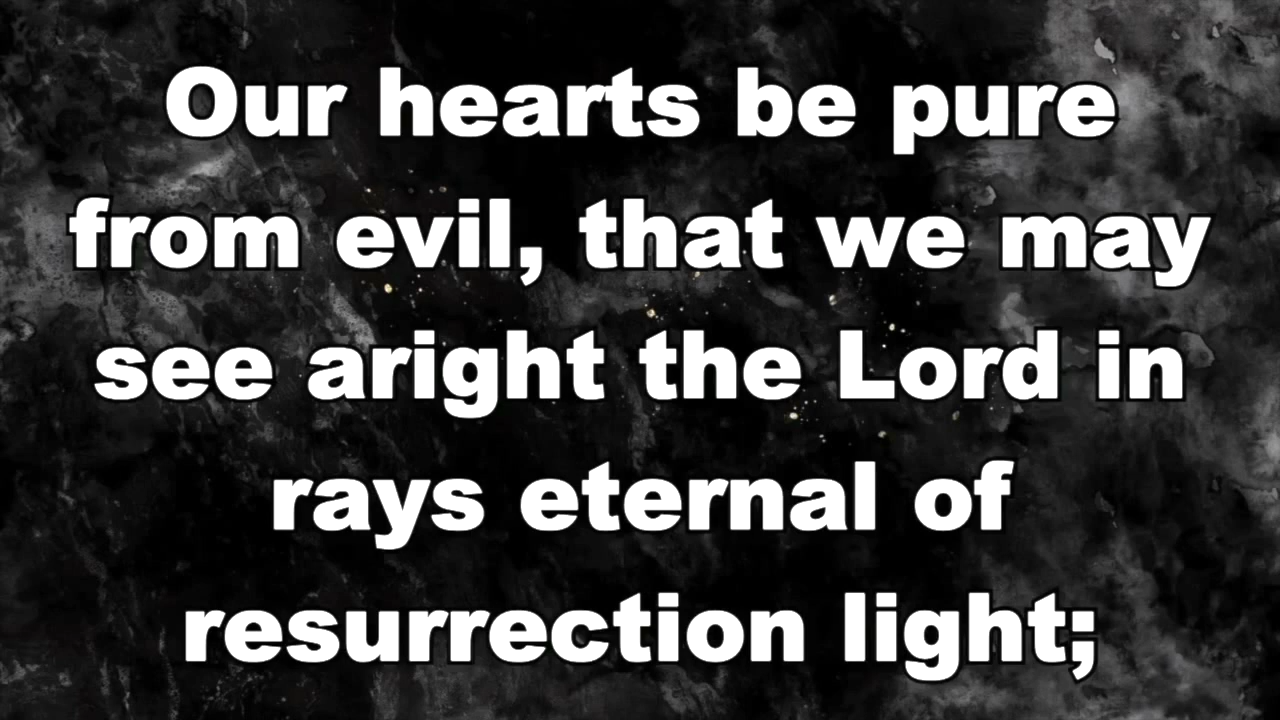 Our hearts be pure
from evil, that we may
see aright the Lord in
rays eternal of
resurrection light;